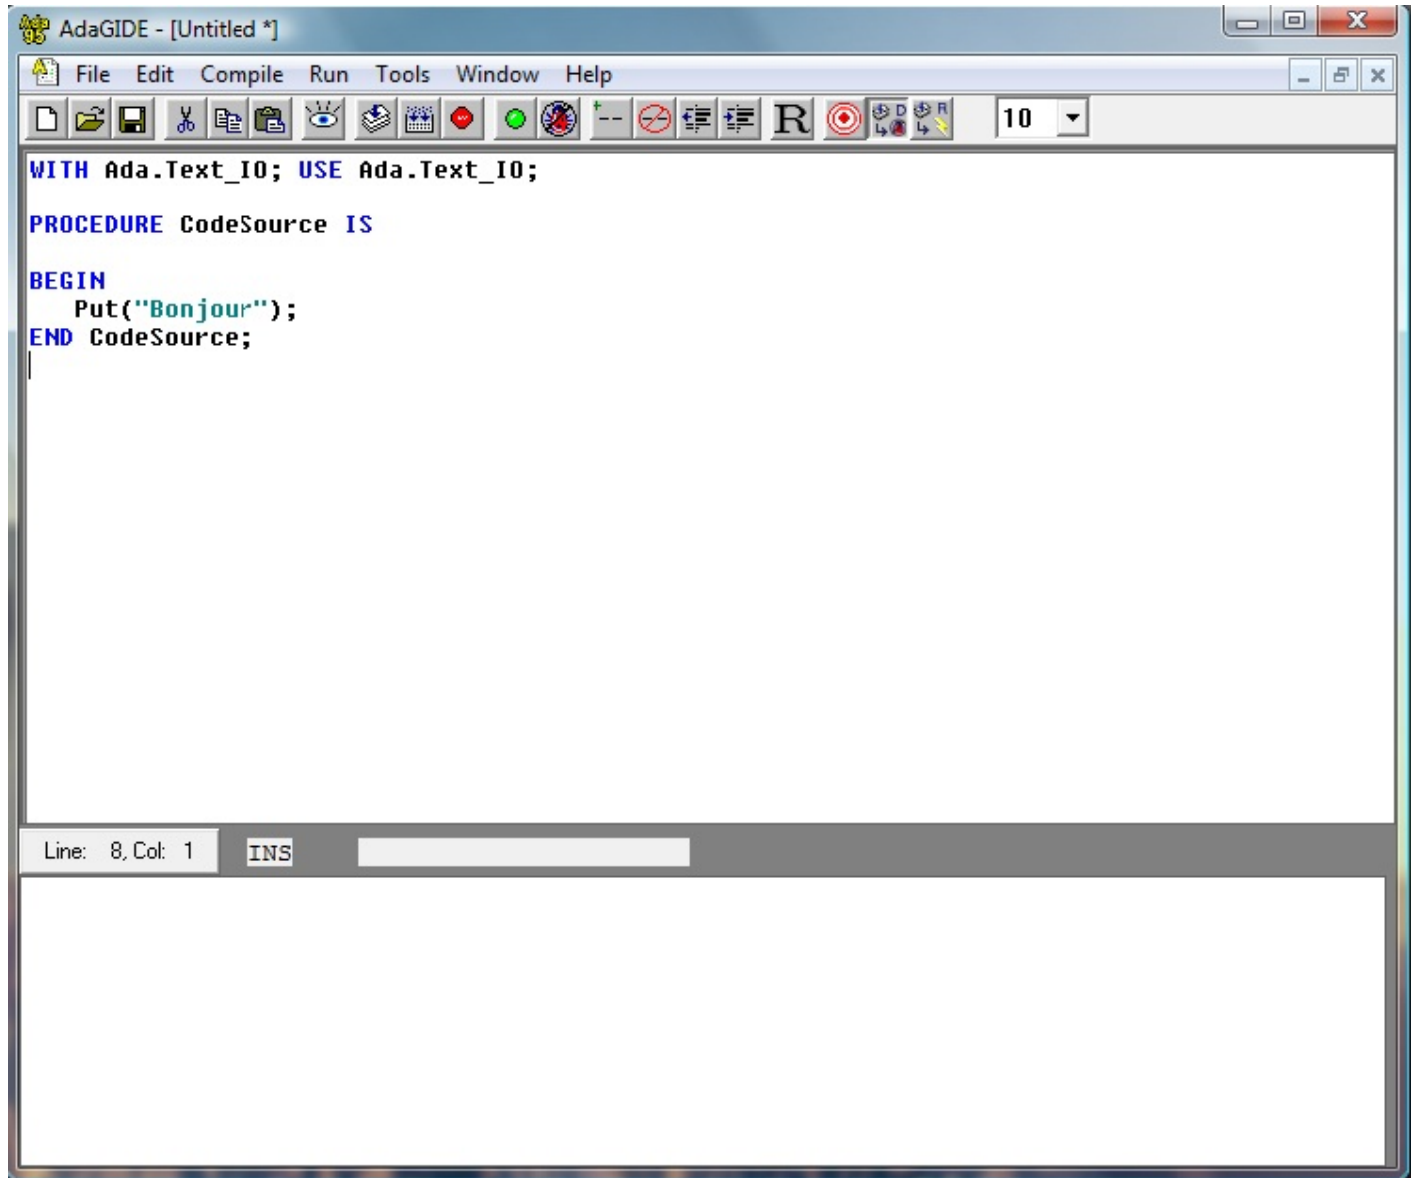 AdaGIDE - [Untitled *]
File Edit Compile Run Tools Window Help
R D R 10
WITH Ada.Text_IO; USE Ada.Text_IO;
PROCEDURE CodeSource IS
BEGIN
Put("Bonjour");
END CodeSource;
Line: 8, Col: 1 INS